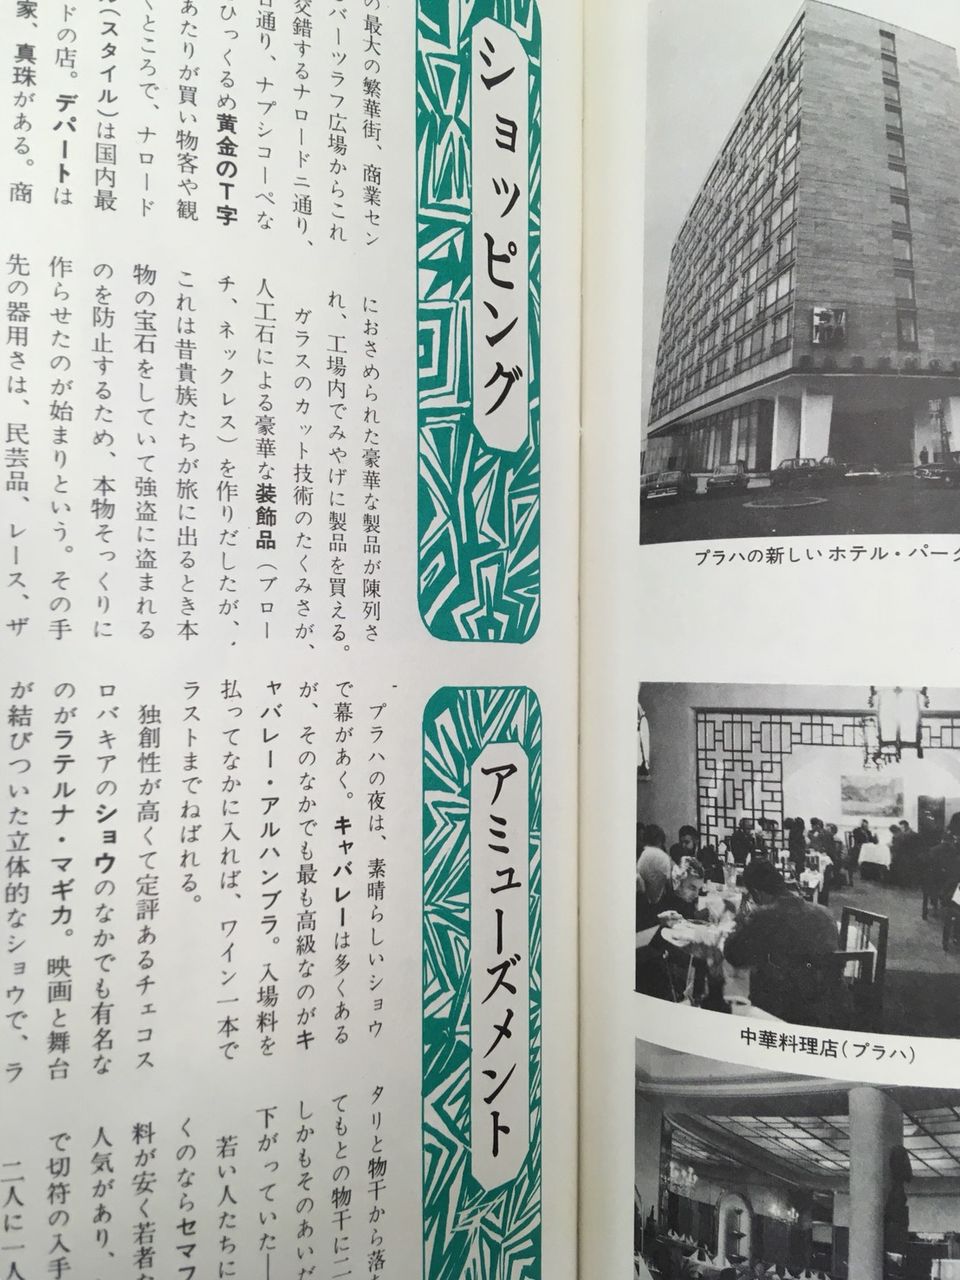 プラハの新しいホテル・パーク
中華料理店(プラハ)
ショッピング
の最大の繁華街、商業セン
バーツラフ広場からこれ
交錯するナロードニ通り、
通り、ナプシコーペな
ひっくるめ黄金のT字
あたりが買い物客や観
くところで、ナロード
(スタイル)は国内最
ドの店。デパートは
家、真珠がある。商
におさめられた豪華な製品が陳列さ
れ、工場内でみやげに製品を買える。
ガラスのカット技術のたくみさが、
人工石による豪華な装飾品(ブロー
チ、ネックレス)を作りだしたが、
これは昔貴族たちが旅に出るとき本
物の宝石をしていて強盗に盗まれる
のを防止するため、本物そっくりに
作らせたのが始まりという。その手
先の器用さは、民芸品、レース、ザ
アミューズメント
プラハの夜は、素晴らしいショウ
で幕があく。キャバレーは多くある
が、そのなかでも最も高級なのがキ
ャバレー・アルハンブラ。入場料を
払ってなかに入れば、ワイン一本で
ラストまでねばれる。
独創性が高くて定評あるチェコス
ロバキアのショウのなかでも有名な
のがラテルナ・マギカ。映画と舞台
が結びついた立体的なショウで、ラ
タリと物干から落
てもとの物干に二
しかもそのあいだ
下がっていた──
若い人たちに
くのならセマフ
料が安く若者
人気があり、
で切符の入手
二人に一人